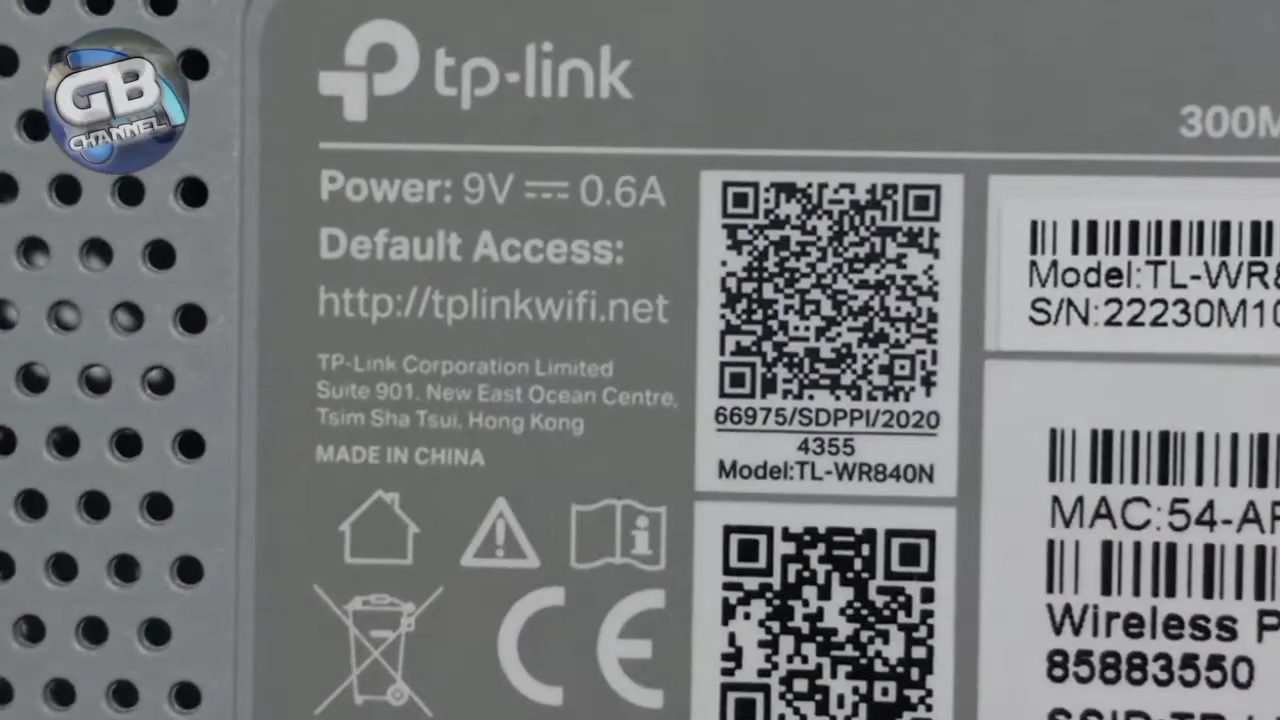 GB
CHANNEL
tp-link
300M
Power: 9V 0.6A
Default Access:
http://tplinkwifi.net
TP-Link Corporation Limited
Suite 901, New East Ocean Centre,
Tsim Sha Tsui, Hong Kong
MADE IN CHINA
CE
66975/SDPPI/2020
4355
Model:TL-WR840N
Model:TL-WR8
S/N:22230M10
MAC:54-AF
Wireless P
85883550